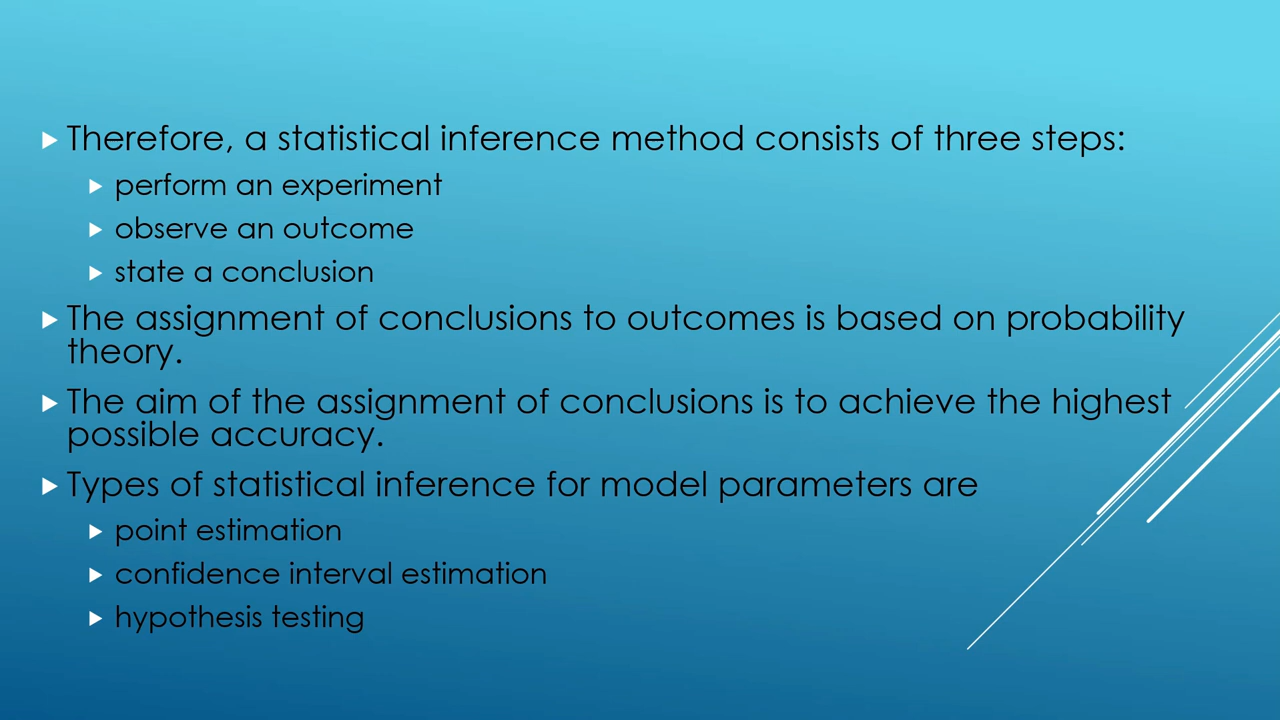 Therefore, a statistical inference method consists of three steps:
perform an experiment
observe an outcome
state a conclusion
The assignment of conclusions to outcomes is based on probability
theory.
The aim of the assignment of conclusions is to achieve the highest
possible accuracy.
Types of statistical inference for model parameters are
point estimation
confidence interval estimation
hypothesis testing